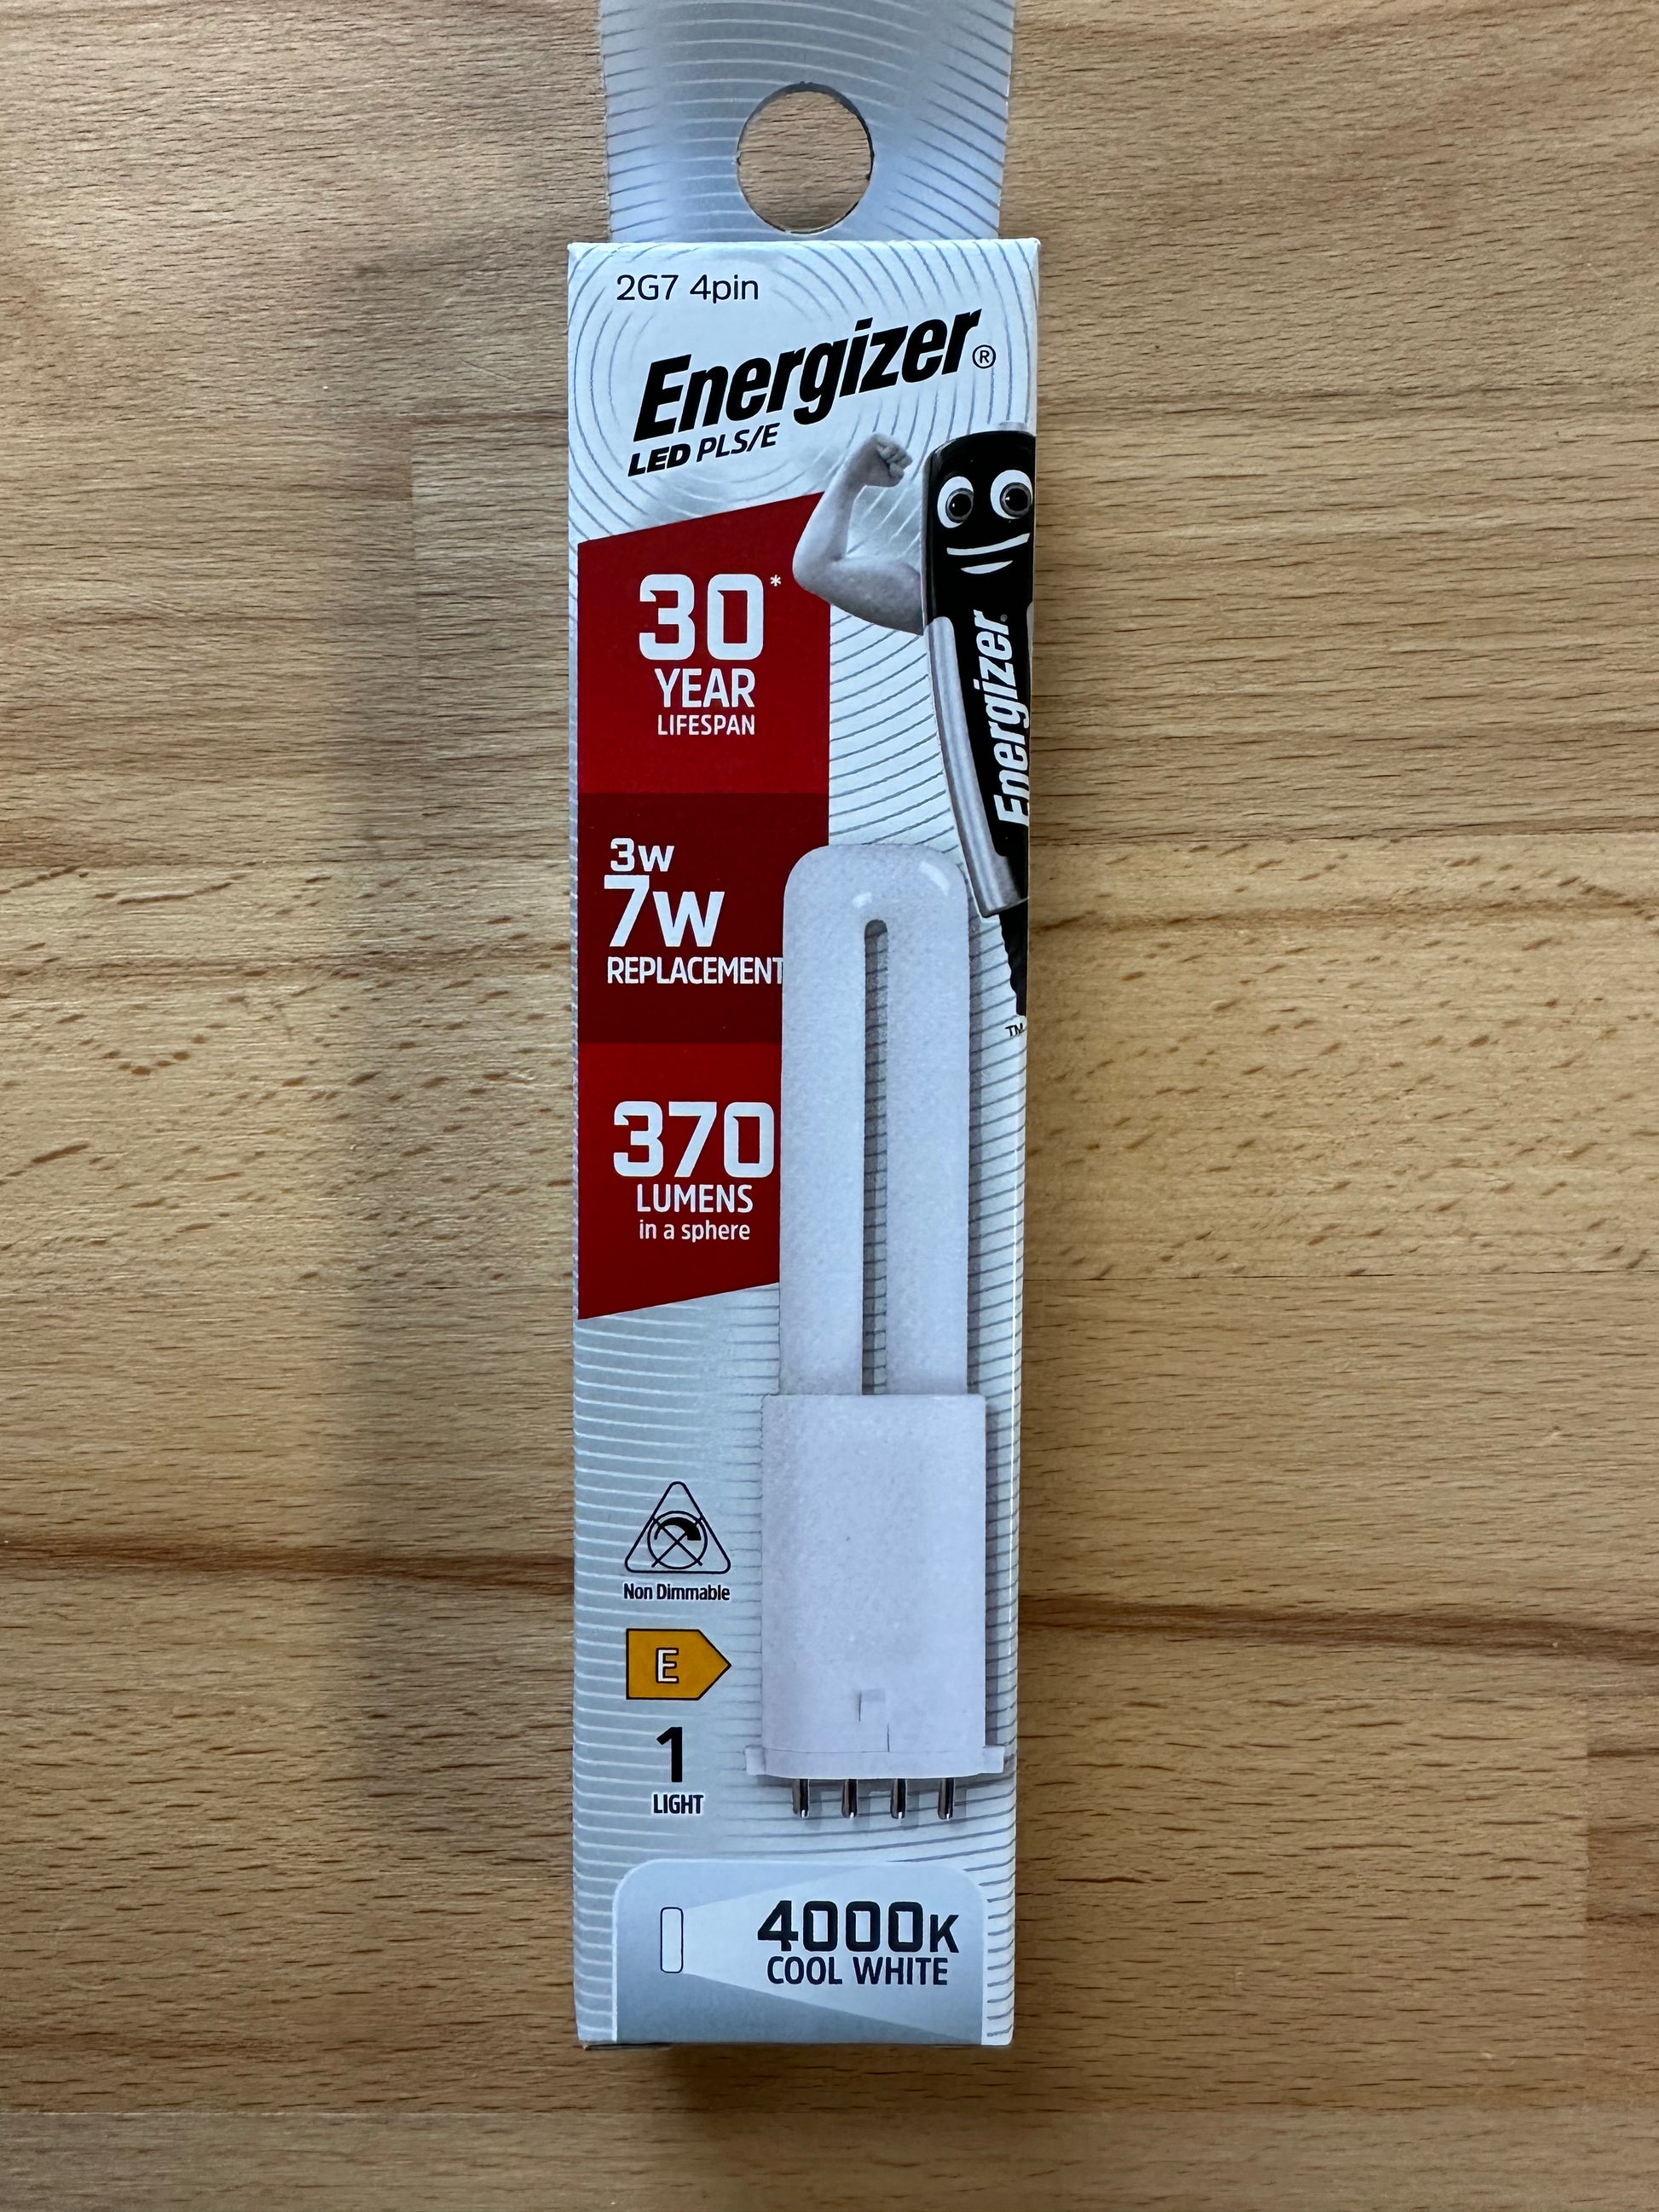 2G7 4pin
Energizer®
LED PLS/E
Energizer
30*
YEAR
LIFESPAN
3W
7W
REPLACEMENT
TM
370
LUMENS
in a sphere
Non Dimmable
E
1
LIGHT
4000K
COOL WHITE